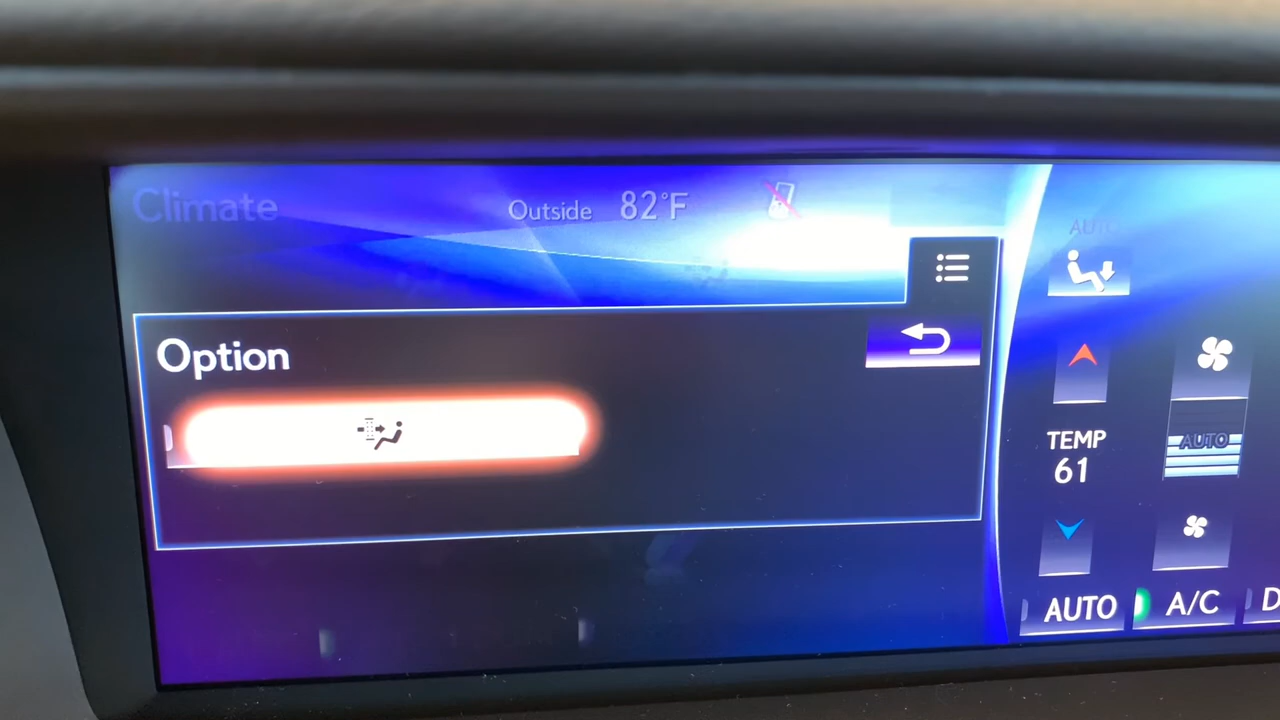 Climate
Outside 82°F
AUTO
Option
TEMP
61
AUTO
AUTO
A/C
D